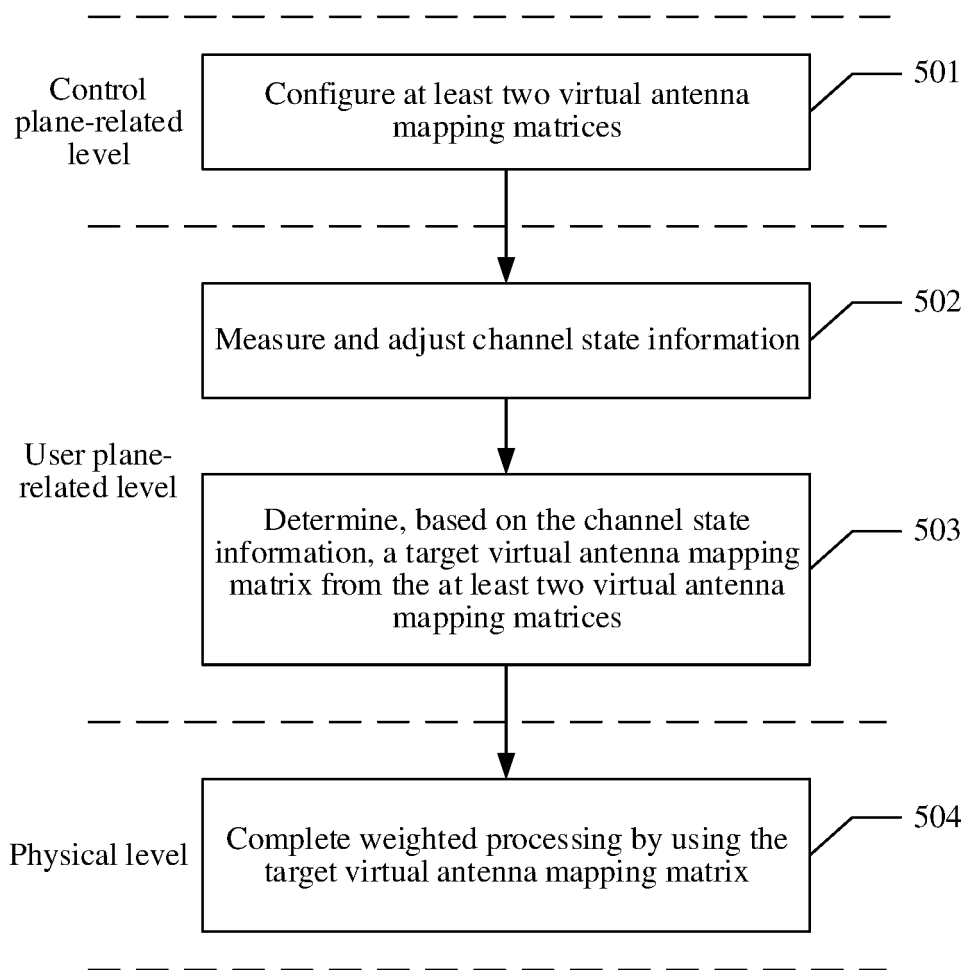 Control
plane-related
level
Configure at least two virtual antenna
mapping matrices
501
Measure and adjust channel state information
502
User plane-
related level
Determine, based on the channel state
information, a target virtual antenna mapping
matrix from the at least two virtual antenna
mapping matrices
503
Physical level
Complete weighted processing by using the
target virtual antenna mapping matrix
504